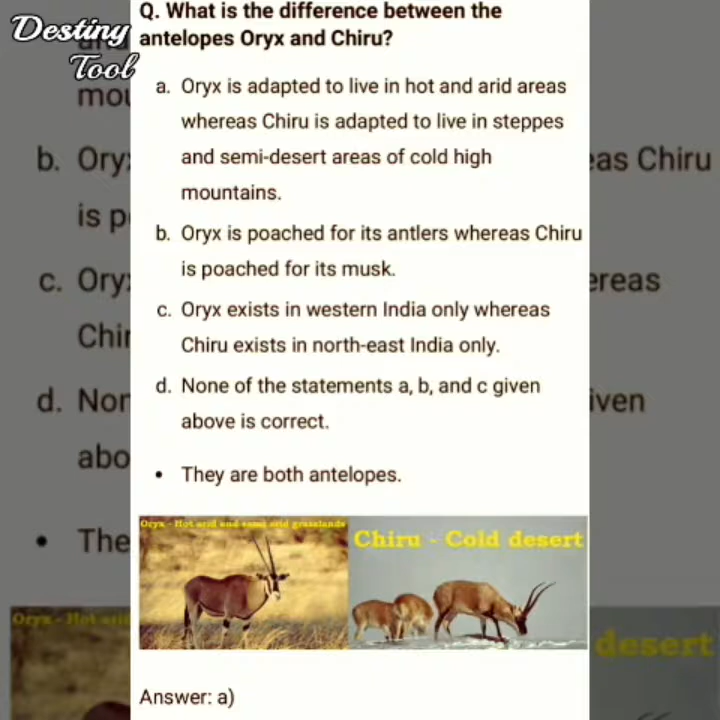 Destiny
Tool
Q. What is the difference between the
antelopes Oryx and Chiru?
a. Oryx is adapted to live in hot and arid areas
whereas Chiru is adapted to live in steppes
and semi-desert areas of cold high
mountains.
b. Oryx is poached for its antlers whereas Chiru
is poached for its musk.
c. Oryx exists in western India only whereas
Chiru exists in north-east India only.
d. None of the statements a, b, and c given
above is correct.
• They are both antelopes.
Oryx - Hot arid and semi arid grasslands
Chiru - Cold desert
Answer: a)